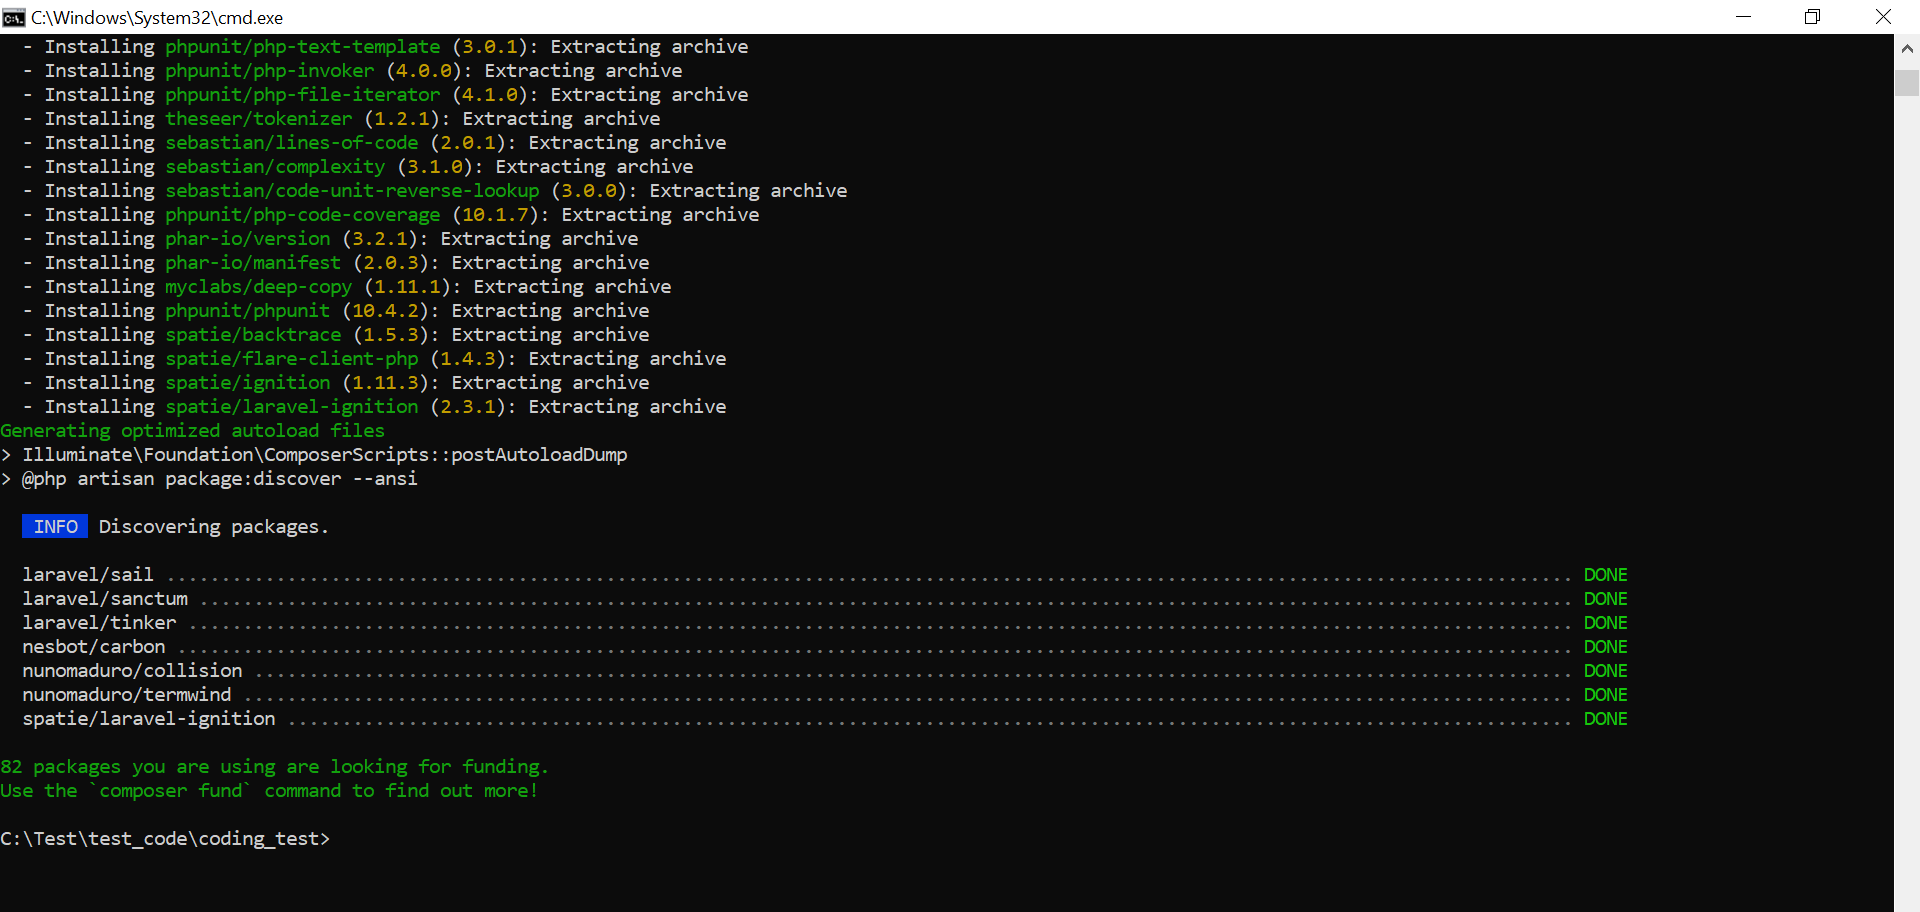 C:\Windows\System32\cmd.exe
- Installing phpunit/php-text-template (3.0.1): Extracting archive
- Installing phpunit/php-invoker (4.0.0): Extracting archive
- Installing phpunit/php-file-iterator (4.1.0): Extracting archive
- Installing theseer/tokenizer (1.2.1): Extracting archive
- Installing sebastian/lines-of-code (2.0.1): Extracting archive
- Installing sebastian/complexity (3.1.0): Extracting archive
- Installing sebastian/code-unit-reverse-lookup (3.0.0): Extracting archive
- Installing phpunit/php-code-coverage (10.1.7): Extracting archive
- Installing phar-io/version (3.2.1): Extracting archive
- Installing phar-io/manifest (2.0.3): Extracting archive
- Installing myclabs/deep-copy (1.11.1): Extracting archive
- Installing phpunit/phpunit (10.4.2): Extracting archive
- Installing spatie/backtrace (1.5.3): Extracting archive
- Installing spatie/flare-client-php (1.4.3): Extracting archive
- Installing spatie/ignition (1.11.3): Extracting archive
- Installing spatie/laravel-ignition (2.3.1): Extracting archive
Generating optimized autoload files
> Illuminate\Foundation\ComposerScripts::postAutoloadDump
> @php artisan package:discover --ansi
INFO Discovering packages.
laravel/sail ................................................................................................................................ DONE
laravel/sanctum ............................................................................................................................. DONE
laravel/tinker .............................................................................................................................. DONE
nesbot/carbon ............................................................................................................................... DONE
nunomaduro/collision ........................................................................................................................ DONE
nunomaduro/termwind ......................................................................................................................... DONE
spatie/laravel-ignition ..................................................................................................................... DONE
82 packages you are using are looking for funding.
Use the `composer fund` command to find out more!
C:\Test\test_code\coding_test>